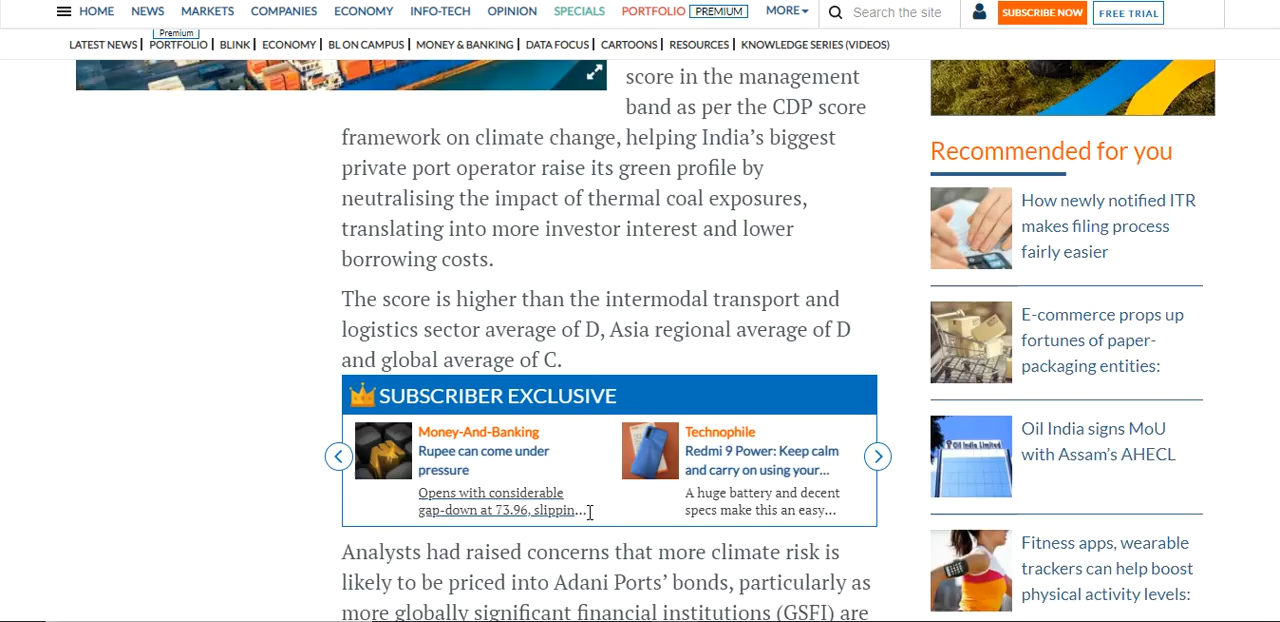 HOME NEWS MARKETS COMPANIES ECONOMY INFO-TECH OPINION SPECIALS PORTFOLIO PREMIUM MORE Search the site SUBSCRIBE NOW FREE TRIAL
Premium
LATEST NEWS | PORTFOLIO | BLINK | ECONOMY | BL ON CAMPUS | MONEY & BANKING | DATA FOCUS | CARTOONS | RESOURCES | KNOWLEDGE SERIES (VIDEOS)
score in the management
band as per the CDP score
framework on climate change, helping India's biggest
private port operator raise its green profile by
neutralising the impact of thermal coal exposures,
translating into more investor interest and lower
borrowing costs.
The score is higher than the intermodal transport and
logistics sector average of D, Asia regional average of D
and global average of C.
SUBSCRIBER EXCLUSIVE
Money-And-Banking
Rupee can come under
pressure
Opens with considerable
gap-down at 73.96, slippin...
Technophile
Redmi 9 Power: Keep calm
and carry on using your...
A huge battery and decent
specs make this an easy...
Analysts had raised concerns that more climate risk is
likely to be priced into Adani Ports' bonds, particularly as
more globally significant financial institutions (GSFI) are
Recommended for you
How newly notified ITR
makes filing process
fairly easier
E-commerce props up
fortunes of paper-
packaging entities:
Oil India Limited
Oil India signs MoU
with Assam's AHECL
Fitness apps, wearable
trackers can help boost
physical activity levels: